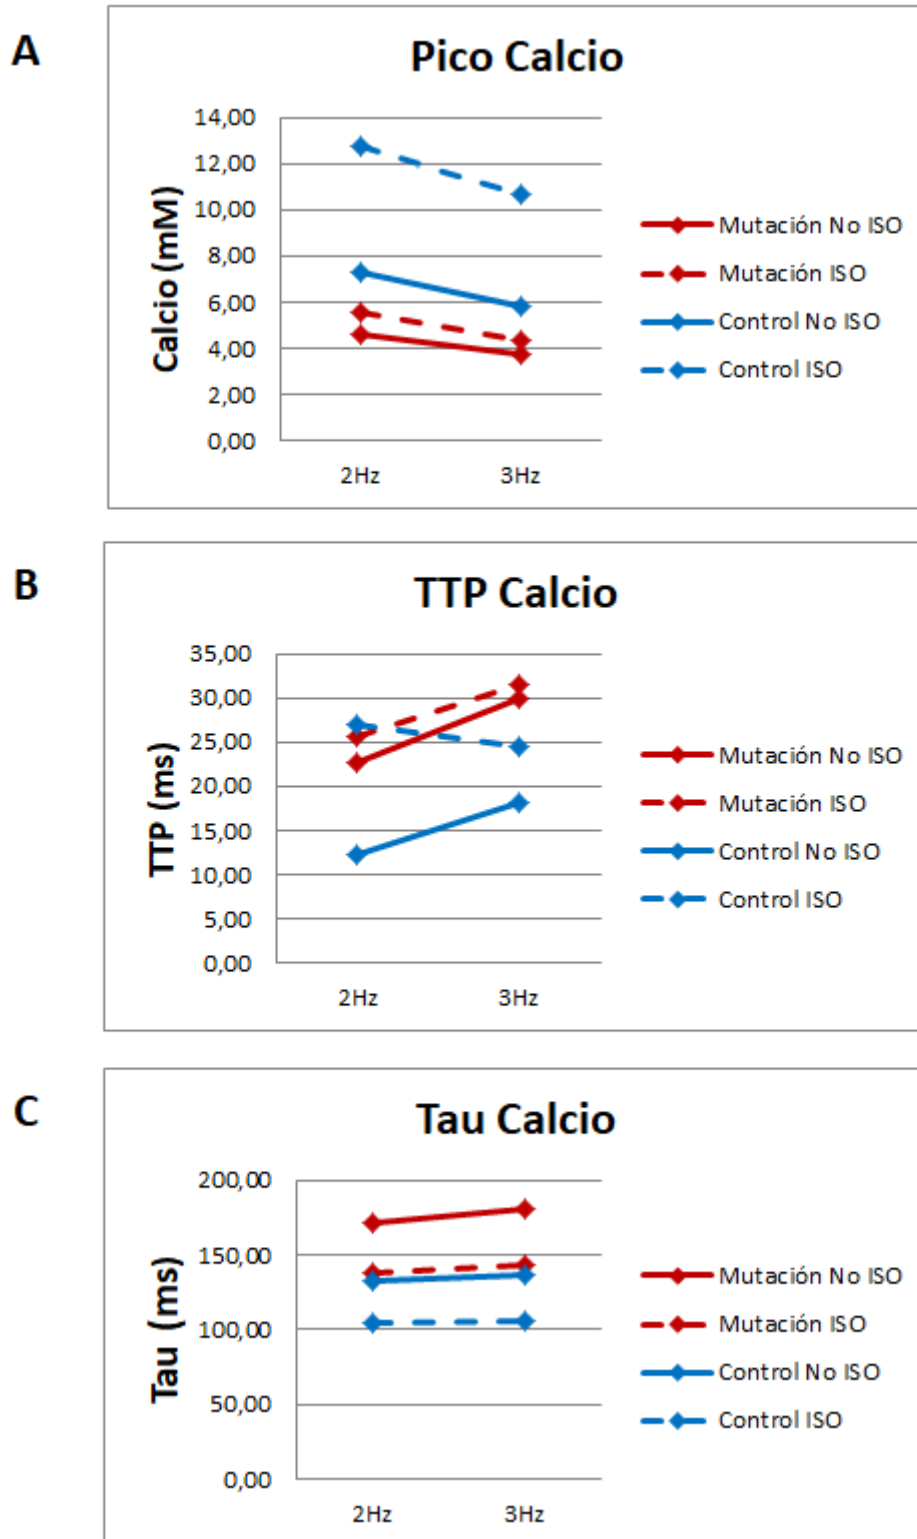 A
Pico Calcio
Calcio (mM)
14,00
12,00
10,00
8,00
6,00
4,00
2,00
0,00
2Hz 3Hz
Mutación No ISO
Mutación ISO
Control No ISO
Control ISO
B
TTP Calcio
TTP (ms)
35,00
30,00
25,00
20,00
15,00
10,00
5,00
0,00
2Hz 3Hz
Mutación No ISO
Mutación ISO
Control No ISO
Control ISO
C
Tau Calcio
Tau (ms)
200,00
150,00
100,00
50,00
0,00
2Hz 3Hz
Mutación No ISO
Mutación ISO
Control No ISO
Control ISO